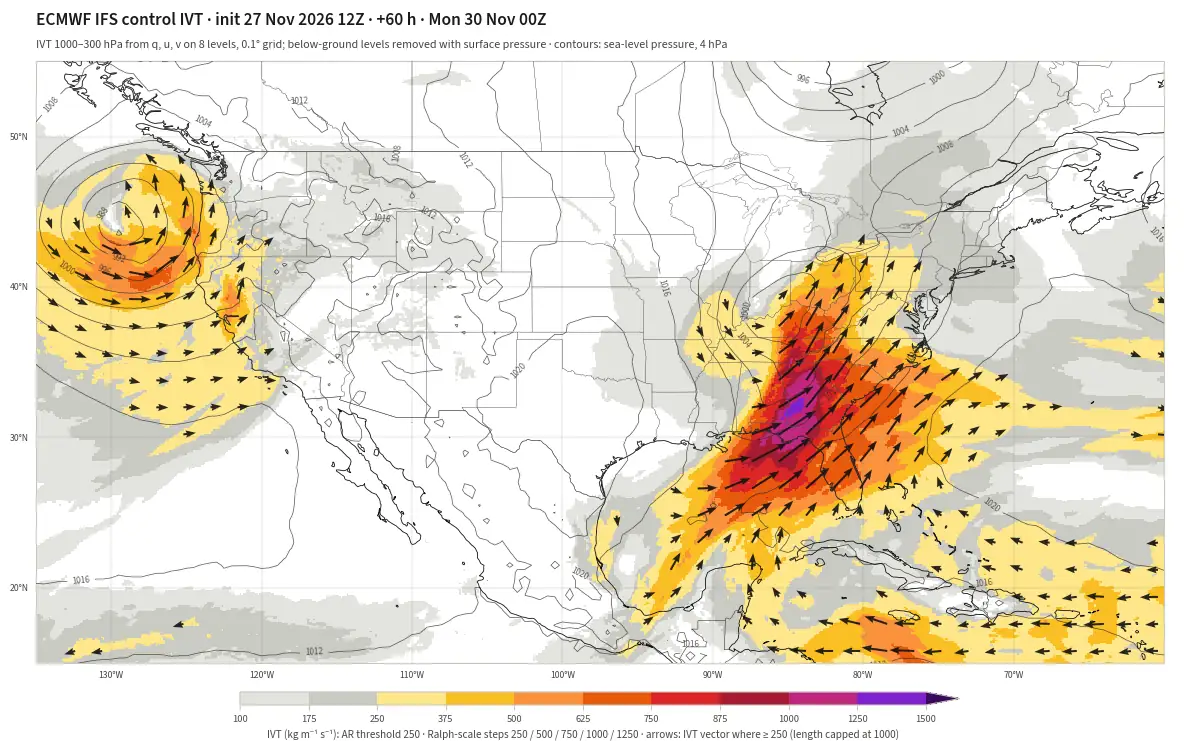 ECMWF IFS control IVT · init 27 Nov 2026 12Z · +60 h · Mon 30 Nov 00Z
IVT 1000–300 hPa from q, u, v on 8 levels, 0.1° grid; below-ground levels removed with surface pressure · contours: sea-level pressure, 4 hPa
996
1000
1008
1012
1004
50°N
1004
1008
1008
1012
1016
1012
1016
1000
992
996
40°N
1016
1000
1004
1020
30°N
1020
1020
1016
1016
20°N
1016
1012
130°W
120°W
110°W
100°W
90°W
80°W
70°W
100
175
250
375
500
625
750
875
1000
1250
1500
IVT (kg m⁻¹ s⁻¹): AR threshold 250 · Ralph-scale steps 250 / 500 / 750 / 1000 / 1250 · arrows: IVT vector where ≥ 250 (length capped at 1000)